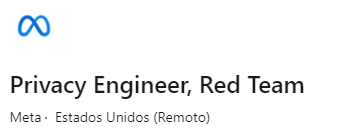 Privacy Engineer, Red Team
Meta · Estados Unidos (Remoto)